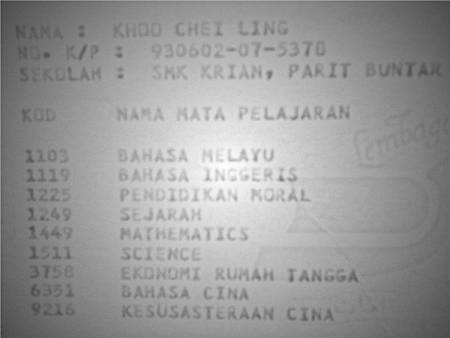 NAMA : KHOO CHEI LING
NO. K/P : 930602-07-5378
SEKOLAH : SMK KRIAN, PARIT BUNTAR
KOD NAMA MATA PELAJARAN
Lembaga
1103 BAHASA MELAYU
1119 BAHASA INGGERIS
1225 PENDIDIKAN MORAL
1249 SEJARAH
1449 MATHEMATICS
1511 SCIENCE
3758 EKONOMI RUMAH TANGGA
6351 BAHASA CINA
9216 KESUSASTERAAN CINA